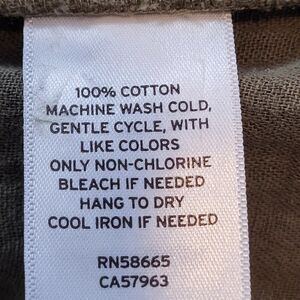 100% COTTON
MACHINE WASH COLD,
GENTLE CYCLE, WITH
LIKE COLORS
ONLY NON-CHLORINE
BLEACH IF NEEDED
HANG TO DRY
COOL IRON IF NEEDED
RN58665
CA57963